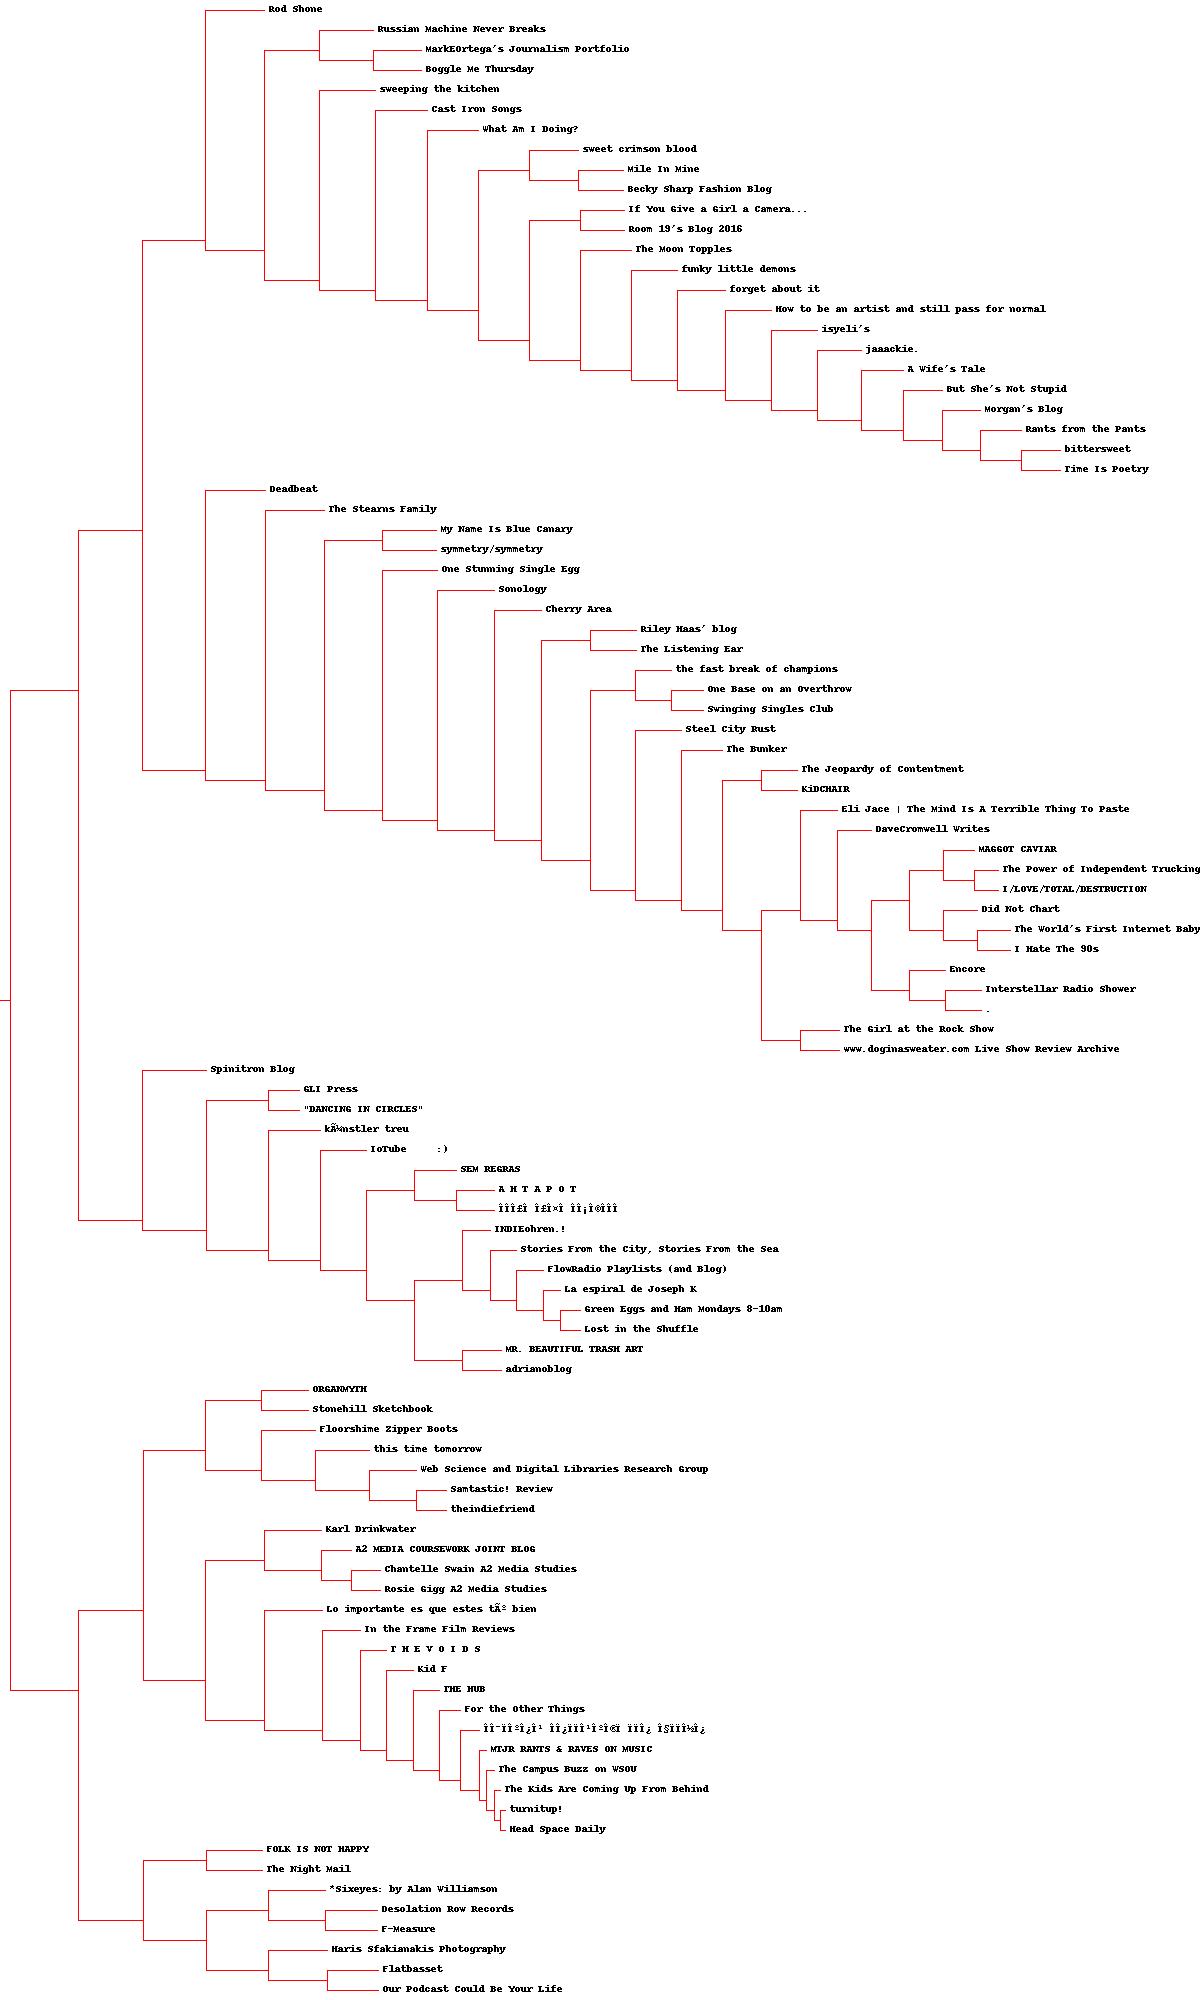 Rod Shone
Russian Machine Never Breaks
MarkEOrtega's Journalism Portfolio
Boggle Me Thursday
sweeping the kitchen
Cast Iron Songs
What Am I Doing?
sweet crimson blood
Mile In Mine
Becky Sharp Fashion Blog
If You Give a Girl a Camera...
Room 19's Blog 2016
The Moon Topples
funky little demons
forget about it
How to be an artist and still pass for normal
isyeli's
jaaackie.
A Wife's Tale
But She's Not Stupid
Morgan's Blog
Rants from the Pants
bittersweet
Time Is Poetry
Deadbeat
The Stearns Family
My Name Is Blue Canary
symmetry/symmetry
One Stunning Single Egg
Sonology
Cherry Area
Riley Haas' blog
The Listening Ear
the fast break of champions
One Base on an Overthrow
Swinging Singles Club
Steel City Rust
The Bunker
The Jeopardy of Contentment
KiDCHAIR
Eli Jace | The Mind Is A Terrible Thing To Paste
DaveCromwell Writes
MAGGOT CAVIAR
The Power of Independent Trucking
I/LOVE/TOTAL/DESTRUCTION
Did Not Chart
The World's First Internet Baby
I Hate The 90s
Encore
Interstellar Radio Shower
.
The Girl at the Rock Show
www.doginasweater.com Live Show Review Archive
Spinitron Blog
GLI Press
"DANCING IN CIRCLES"
kÃ¼nstler treu
IoTube :)
SEM REGRAS
A H T A P O T
INDIEohren.!
Stories From the City, Stories From the Sea
FlowRadio Playlists (and Blog)
La espiral de Joseph K
Green Eggs and Ham Mondays 8-10am
Lost in the Shuffle
MR. BEAUTIFUL TRASH ART
adrianoblog
ORGANMYTH
Stonehill Sketchbook
Floorshime Zipper Boots
this time tomorrow
Web Science and Digital Libraries Research Group
Samtastic! Review
theindiefriend
Karl Drinkwater
A2 MEDIA COURSEWORK JOINT BLOG
Chantelle Swain A2 Media Studies
Rosie Gigg A2 Media Studies
Lo importante es que estes tÃº bien
In the Frame Film Reviews
T H E V O I D S
Kid F
THE HUB
For the Other Things
MTJR RANTS & RAVES ON MUSIC
The Campus Buzz on WSOU
The Kids Are Coming Up From Behind
turnitup!
Head Space Daily
FOLK IS NOT HAPPY
The Night Mail
*Sixeyes: by Alan Williamson
Desolation Row Records
F-Measure
Haris Sfakianakis Photography
Flatbasset
Our Podcast Could Be Your Life